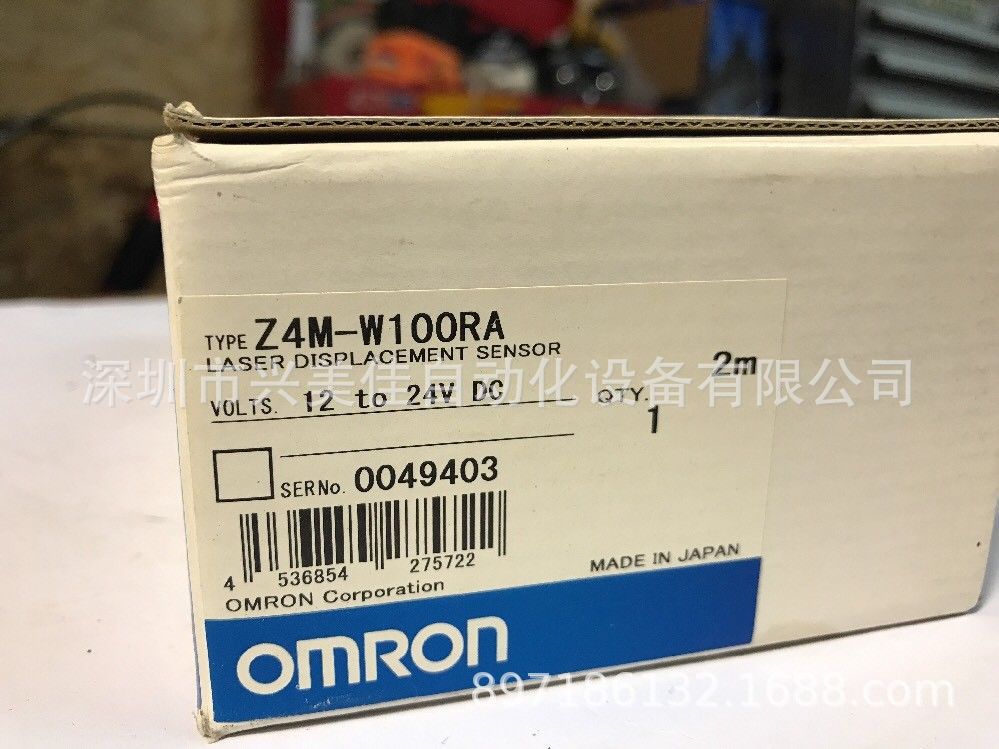 TYPE Z4M-W100RA
LASER DISPLACEMENT SENSOR
2m
深圳市兴美佳自动化设备有限公司
VOLTS. 12 to 24V DC
QTY.
1
SERNo. 0049403
4 536854 275722
MADE IN JAPAN
OMRON Corporation
OMRON
897186132.1688.com